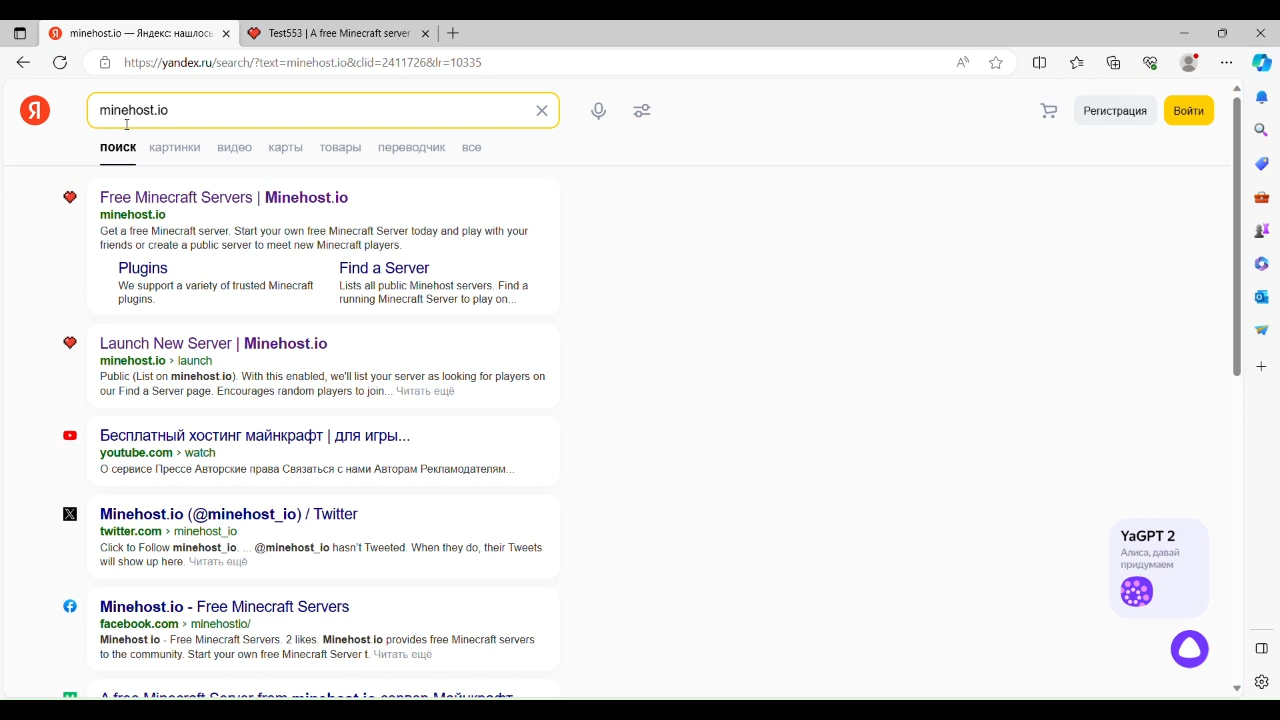 minehost.io — Яндекс: нашлось
Test553 | A free Minecraft server
https://yandex.ru/search/?text=minehost.io&clid=2411726&lr=10335
Я
minehost.io
Регистрация
Войти
поиск картинки видео карты товары переводчик все
Free Minecraft Servers | Minehost.io
minehost.io
Get a free Minecraft server. Start your own free Minecraft Server today and play with your
friends or create a public server to meet new Minecraft players.
Plugins
We support a variety of trusted Minecraft
plugins.
Find a Server
Lists all public Minehost servers. Find a
running Minecraft Server to play on...
Launch New Server | Minehost.io
minehost.io › launch
Public (List on minehost.io). With this enabled, we'll list your server as looking for players on
our Find a Server page. Encourages random players to join... Читать ещё
Бесплатный хостинг майнкрафт | для игры...
youtube.com › watch
О сервисе Прессе Авторские права Связаться с нами Авторам Рекламодателям...
Minehost.io (@minehost_io) / Twitter
twitter.com › minehost_io
Click to Follow minehost_io. ... @minehost_io hasn't Tweeted. When they do, their Tweets
will show up here. Читать ещё
Minehost.io - Free Minecraft Servers
facebook.com › minehostio/
Minehost.io - Free Minecraft Servers. 2 likes. Minehost.io provides free Minecraft servers
to the community. Start your own free Minecraft Server t. Читать ещё
A free Minecraft Server from minehost.io сервер Майнкрафт
YaGPT 2
Алиса, давай
придумаем